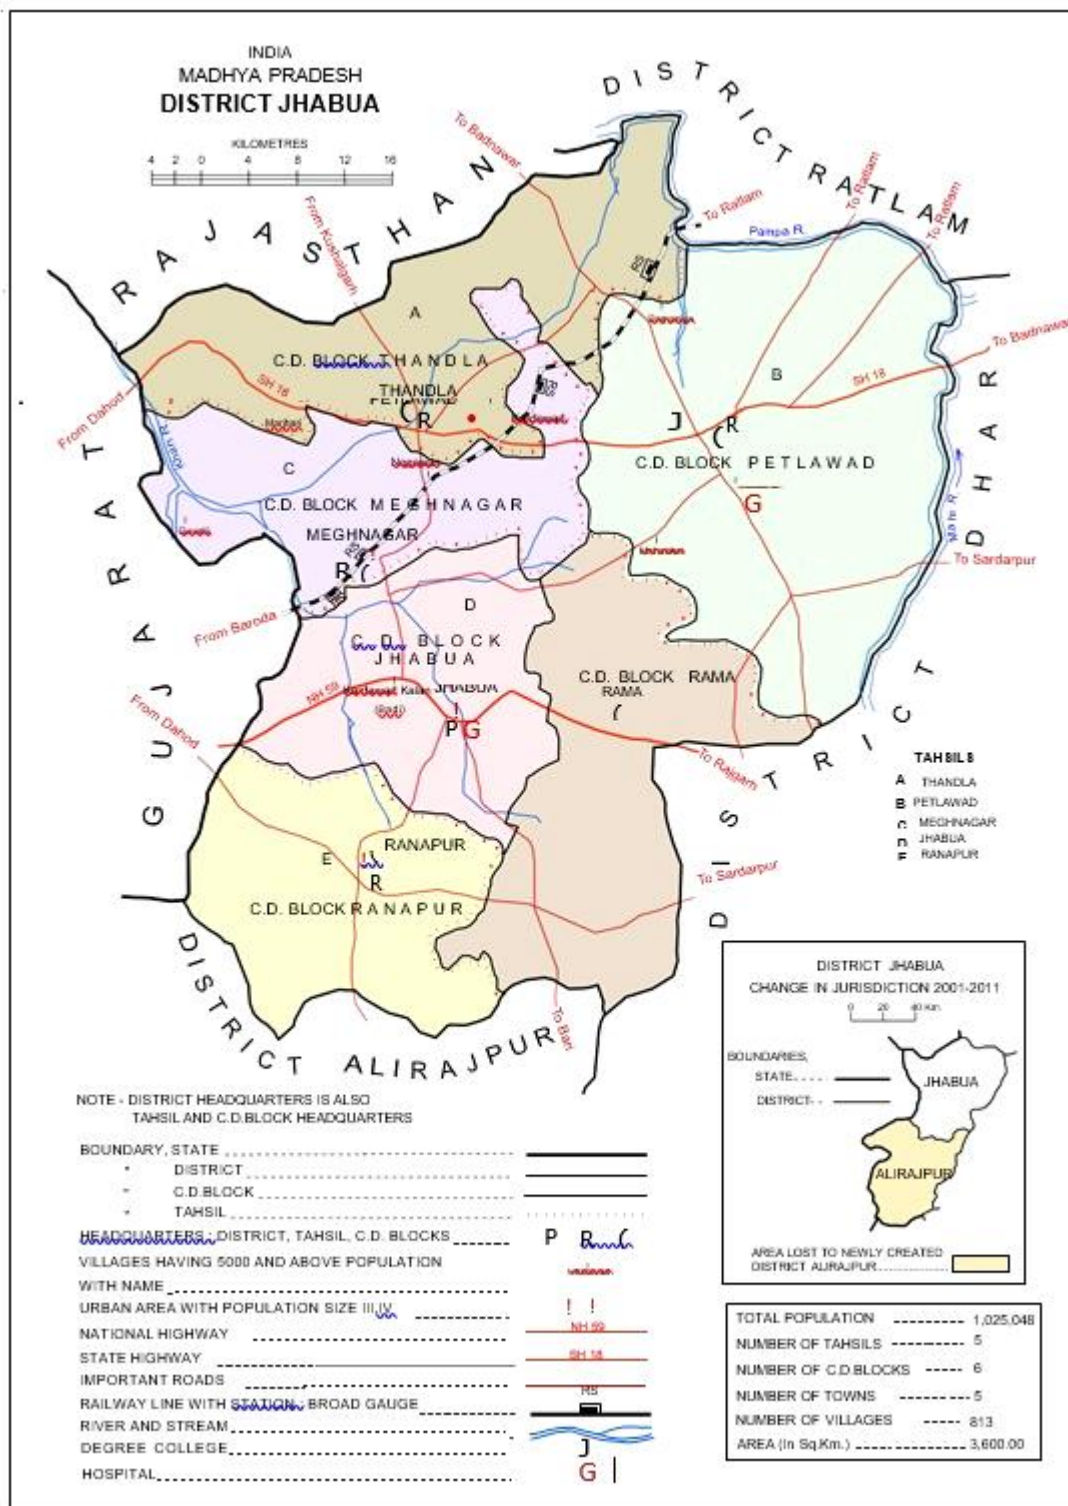 INDIA
MADHYA PRADESH
DISTRICT JHABUA
KILOMETRES
4 2 0 4 8 12 16
DISTRICT RATLAM
RAJASTHAN
GUJARAT
DISTRICT DHAR
DISTRICT ALIRAJPUR
To Badnawar
From Kushalgarh
To Ratlam
To Ratlam
To Ratlam
Pampa R.
To Badnawar
A
C.D. BLOCK THANDLA
THANDLA
PETLAWAD
R
SH 18
From Dahod
B
SH 18
J
R
C.D. BLOCK PETLAWAD
G
Khan R.
C
C.D. BLOCK MEGHNAGAR
MEGHNAGAR
RS
R
Mahi R.
To Sardarpur
From Baroda
D
C.D. BLOCK
JHABUA
JHABUA
NH 59
P G
C.D. BLOCK RAMA
RAMA
From Dahod
To Rajgarh
RANAPUR
E
R
C.D. BLOCK RANAPUR
To Sardarpur
To Bari
TAHSILS
A THANDLA
B PETLAWAD
C MEGHNAGAR
D JHABUA
E RANAPUR
DISTRICT JHABUA
CHANGE IN JURISDICTION 2001-2011
0 20 40 Km.
BOUNDARIES,
STATE
DISTRICT
JHABUA
ALIRAJPUR
AREA LOST TO NEWLY CREATED
DISTRICT ALIRAJPUR
NOTE - DISTRICT HEADQUARTERS IS ALSO
TAHSIL AND C.D.BLOCK HEADQUARTERS
BOUNDARY, STATE
" DISTRICT
" C.D.BLOCK
" TAHSIL
HEADQUARTERS : DISTRICT, TAHSIL, C.D. BLOCKS P R (
VILLAGES HAVING 5000 AND ABOVE POPULATION
WITH NAME
URBAN AREA WITH POPULATION SIZE III,IV ! !
NATIONAL HIGHWAY NH 59
STATE HIGHWAY SH 18
IMPORTANT ROADS
RAILWAY LINE WITH STATION : BROAD GAUGE RS
RIVER AND STREAM
DEGREE COLLEGE J
HOSPITAL G
TOTAL POPULATION 1,025,048
NUMBER OF TAHSILS 5
NUMBER OF C.D.BLOCKS 6
NUMBER OF TOWNS 5
NUMBER OF VILLAGES 813
AREA (In Sq.Km.) 3,600.00